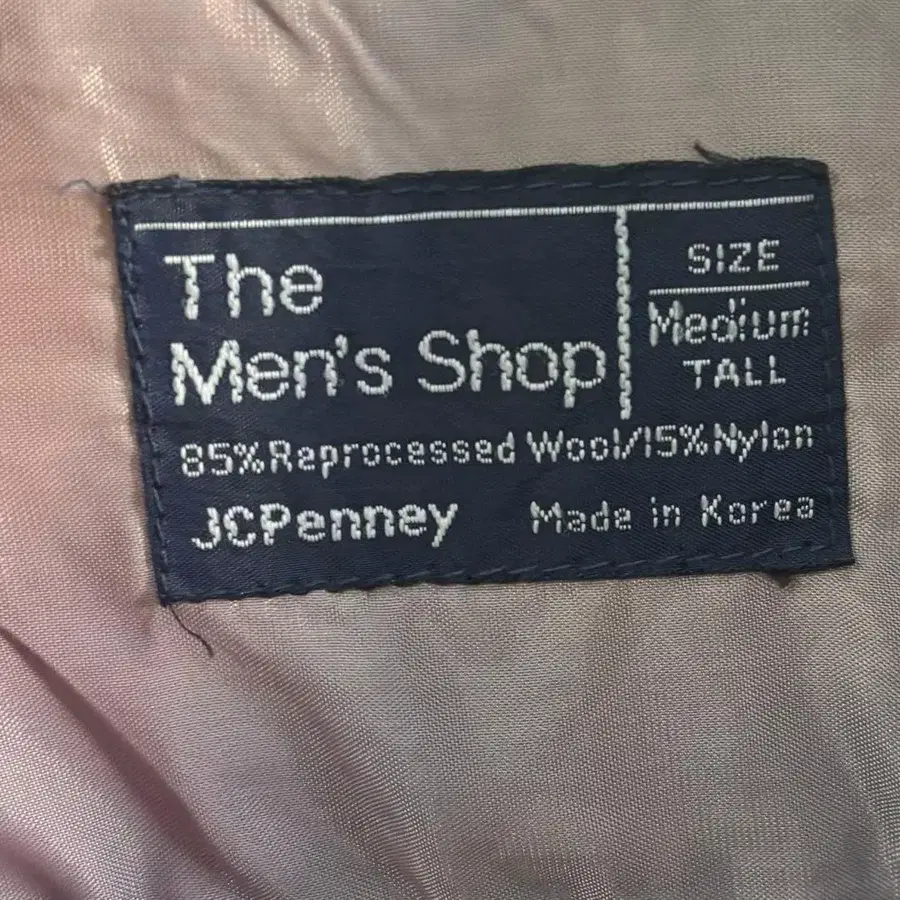 The
Men's Shop
SIZE
Medium
TALL
85% Reprocessed Wool/15% Nylon
JCPenney Made in Korea